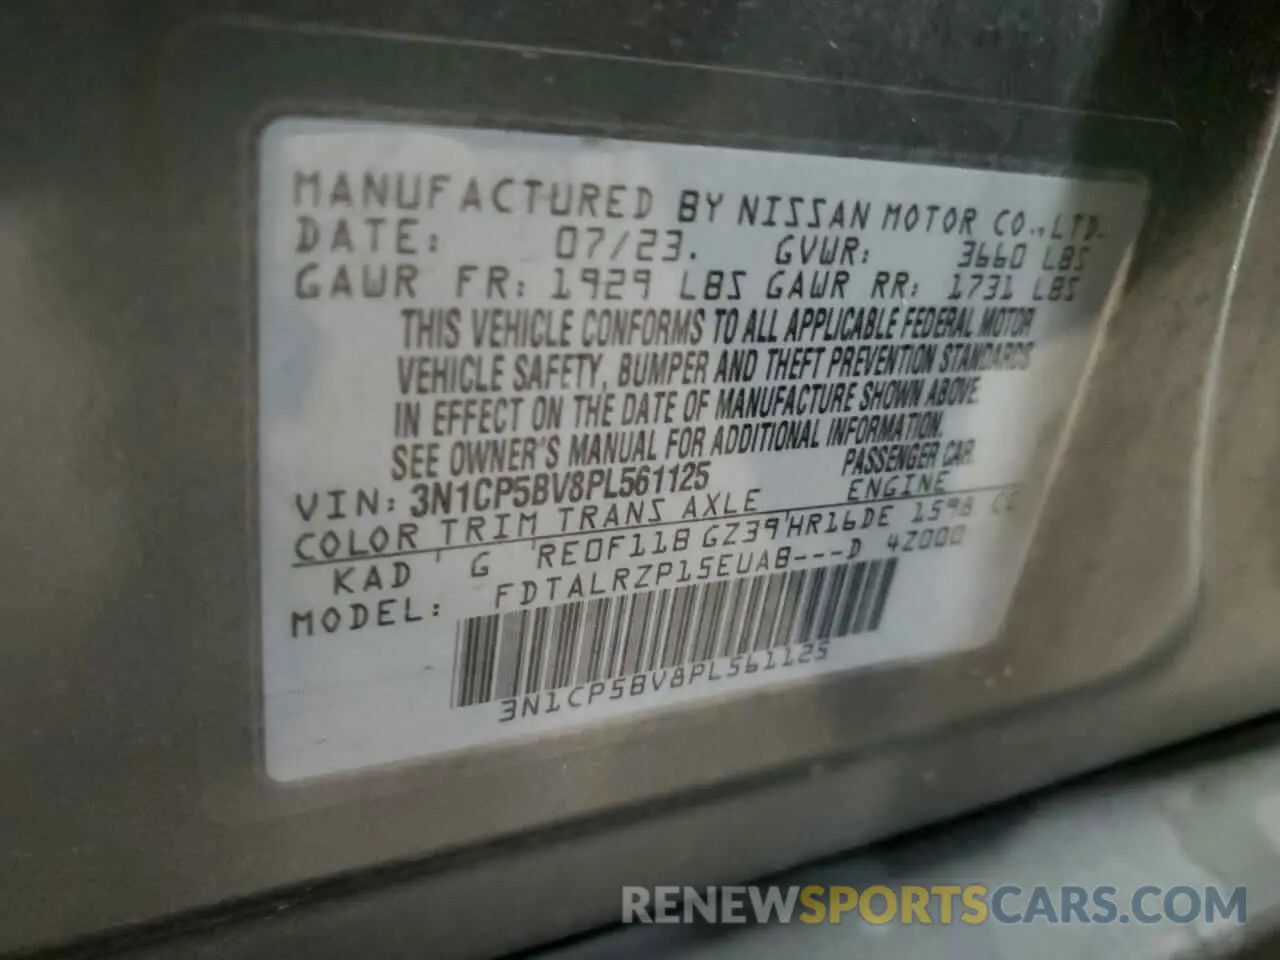 MANUFACTURED BY NISSAN MOTOR CO., LTD.
DATE: 07/23. GVWR: 3660 LBS
GAWR FR: 1929 LBS GAWR RR: 1731 LBS
THIS VEHICLE CONFORMS TO ALL APPLICABLE FEDERAL MOTOR
VEHICLE SAFETY, BUMPER AND THEFT PREVENTION STANDARDS
IN EFFECT ON THE DATE OF MANUFACTURE SHOWN ABOVE.
SEE OWNER'S MANUAL FOR ADDITIONAL INFORMATION.
VIN: 3N1CP5BV8PL561125 PASSENGER CAR
COLOR TRIM TRANS AXLE ENGINE
KAD G RE0F11B GZ39 HR16DE 1598 CC
MODEL: FDTALRZP15EUAB---D 4Z000
3N1CP5BV8PL561125
RENEWSPORTSCARS.COM